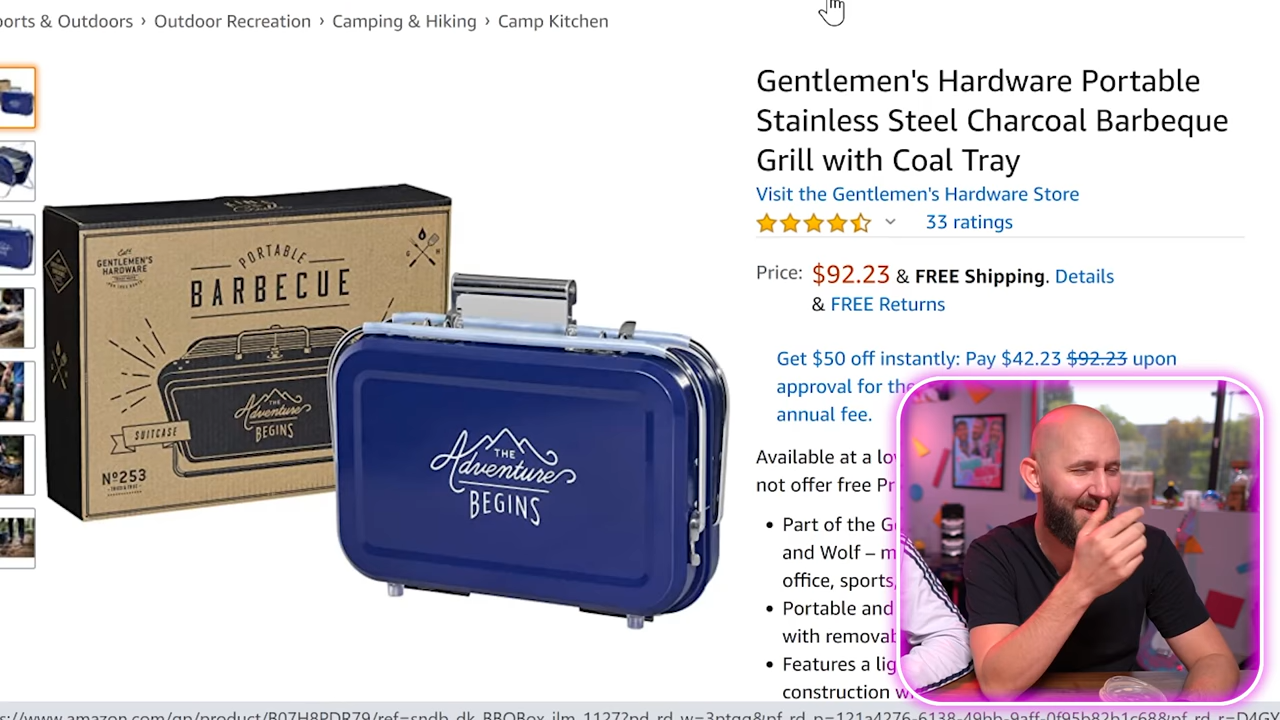 orts & Outdoors › Outdoor Recreation › Camping & Hiking › Camp Kitchen
Gentlemen's Hardware Portable
Stainless Steel Charcoal Barbeque
Grill with Coal Tray
Visit the Gentlemen's Hardware Store
33 ratings
Price: $92.23 & FREE Shipping. Details
& FREE Returns
Get $50 off instantly: Pay $42.23 $92.23 upon
approval for the
annual fee.
Available at a lo
not offer free Pr
Part of the G
and Wolf – m
office, sports,
Portable and
with removab
Features a lig
construction w
GENTLEMEN'S
HARDWARE
PORTABLE
BARBECUE
THE
Adventure
BEGINS
SUITCASE
Nº253
THE
Adventure
BEGINS